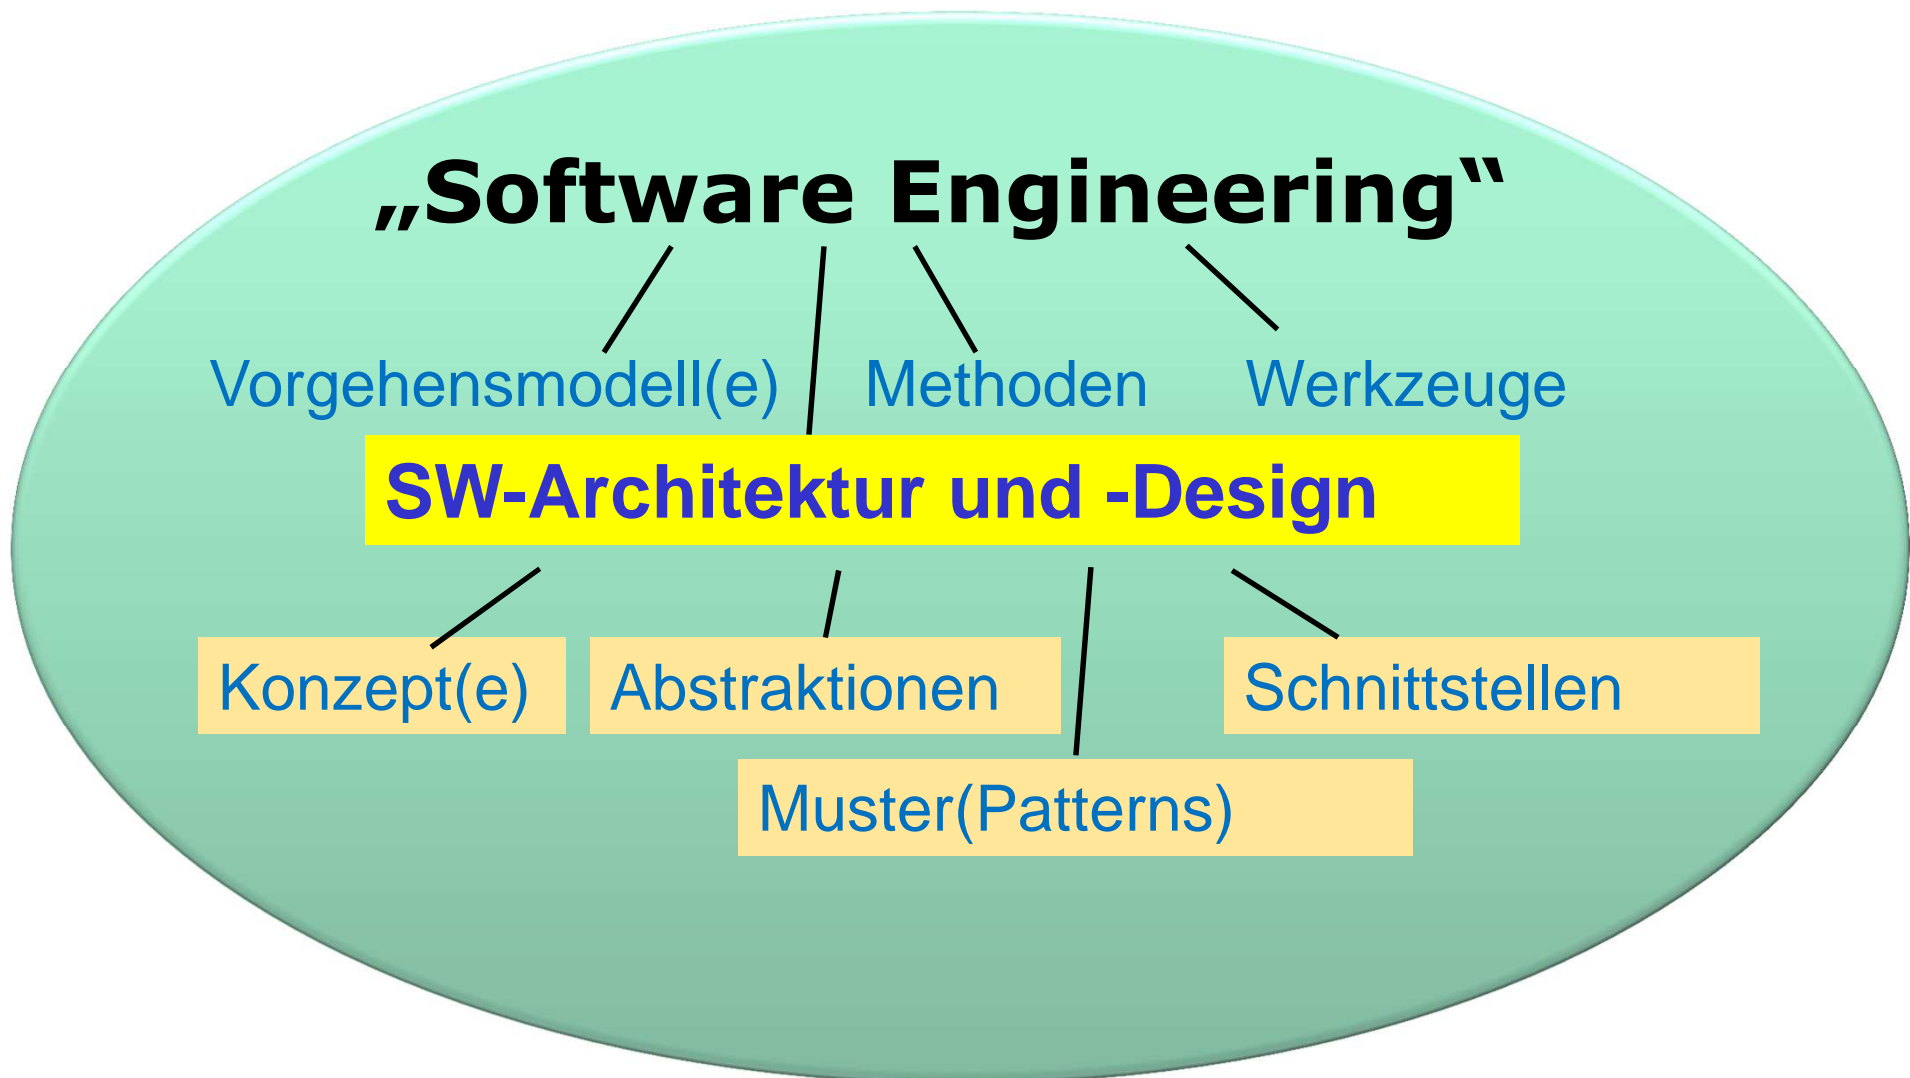 „Software Engineering“
Vorgehensmodell(e) Methoden Werkzeuge
SW-Architektur und -Design
Konzept(e) Abstraktionen Schnittstellen
Muster(Patterns)